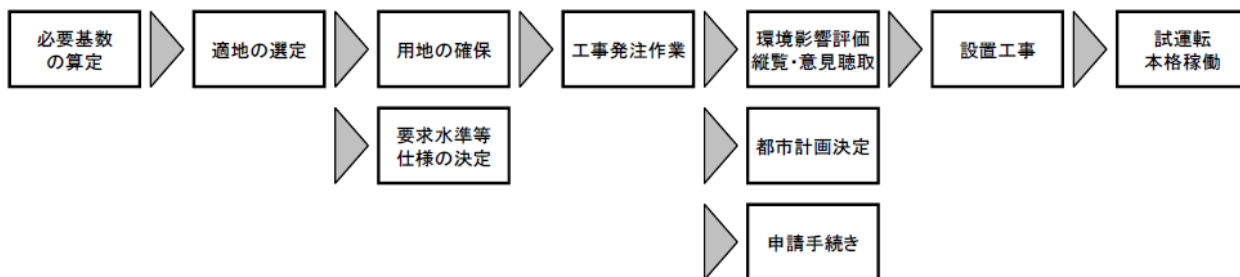 必要基数
の算定
適地の選定
用地の確保
工事発注作業
環境影響評価
縦覧・意見聴取
設置工事
試運転
本格稼働
要求水準等
仕様の決定
都市計画決定
申請手続き